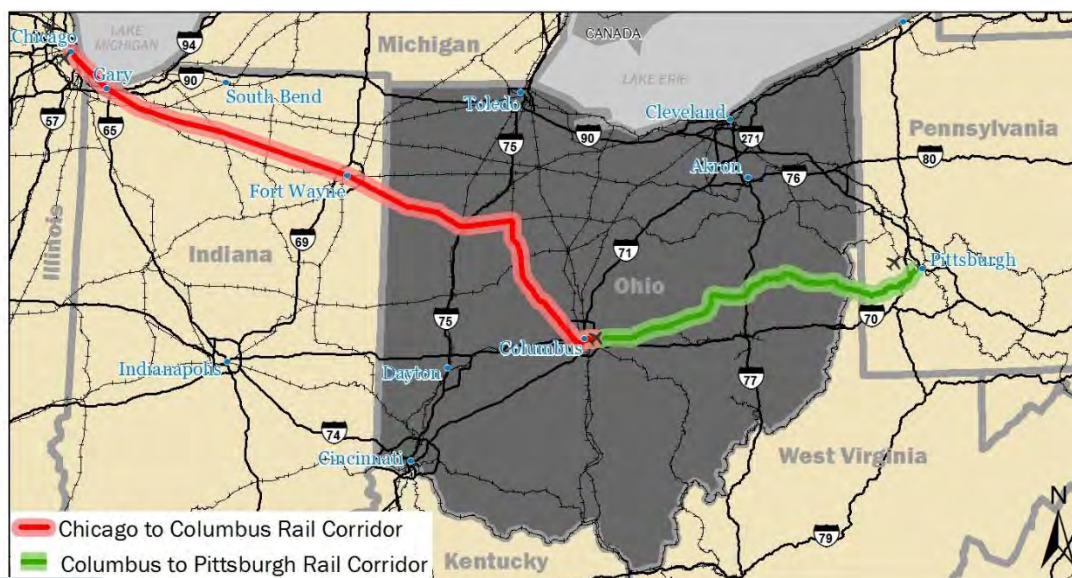 LAKE
MICHIGAN
Chicago
94
Michigan
CANADA
LAKE ERIE
Gary
90
South Bend
Toledo
Cleveland
57
65
75
90
271
Pennsylvania
80
Akron
76
Fort Wayne
Illinois
Indiana
69
71
Ohio
Pittsburgh
70
75
Columbus
Indianapolis
Dayton
77
74
Cincinnati
West Virginia
Chicago to Columbus Rail Corridor
79
N
Columbus to Pittsburgh Rail Corridor
Kentucky